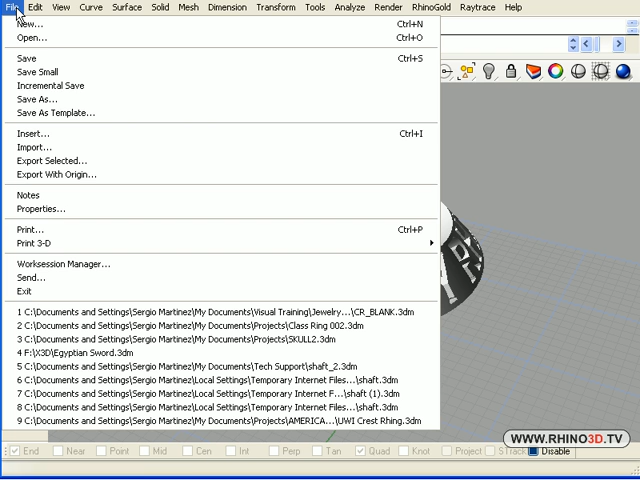 File Edit View Curve Surface Solid Mesh Dimension Transform Tools Analyze Render RhinoGold Raytrace Help
New... Ctrl+N
Open... Ctrl+O
Save Ctrl+S
Save Small
Incremental Save
Save As...
Save As Template...
Insert... Ctrl+I
Import...
Export Selected...
Export With Origin...
Notes
Properties...
Print... Ctrl+P
Print 3-D
Worksession Manager...
Send...
Exit
1 C:\Documents and Settings\Sergio Martinez\My Documents\Visual Training\Jewelry...\CR_BLANK.3dm
2 C:\Documents and Settings\Sergio Martinez\My Documents\Projects\Class Ring 002.3dm
3 C:\Documents and Settings\Sergio Martinez\My Documents\Projects\SKULL2.3dm
4 F:\X3D\Egyptian Sword.3dm
5 C:\Documents and Settings\Sergio Martinez\My Documents\Tech Support\shaft_2.3dm
6 C:\Documents and Settings\Sergio Martinez\Local Settings\Temporary Internet Files...\shaft.3dm
7 C:\Documents and Settings\Sergio Martinez\Local Settings\Temporary Internet F...\shaft (1).3dm
8 C:\Documents and Settings\Sergio Martinez\Local Settings\Temporary Internet Files...\shaft.3dm
9 C:\Documents and Settings\Sergio Martinez\My Documents\Projects\AMERICA...\UWI Crest Rhing.3dm
WWW.RHINO3D.TV
End Near Point Mid Cen Int Perp Tan Quad Knot Project STrack Disable